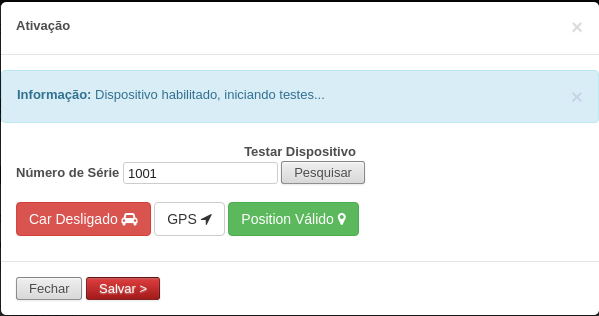 Ativação ×
Informação: Dispositivo habilitado, iniciando testes... ×
Testar Dispositivo
Número de Série 1001 Pesquisar
Car Desligado GPS Position Válido
Fechar Salvar >